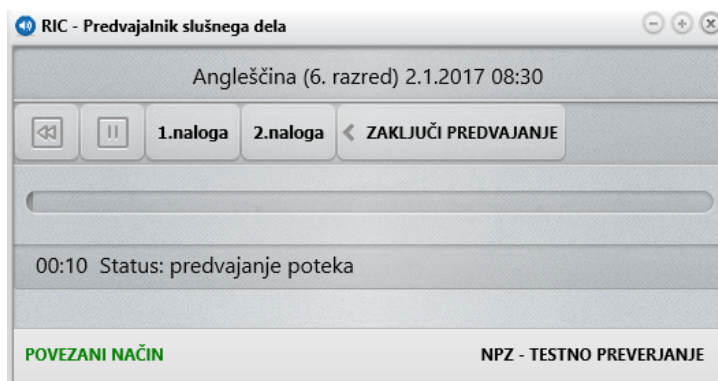 RIC - Predvajalnik slušnega dela
Angleščina (6. razred) 2.1.2017 08:30
1.naloga 2.naloga ZAKLJUČI PREDVAJANJE
00:10 Status: predvajanje poteka
POVEZANI NAČIN NPZ - TESTNO PREVERJANJE